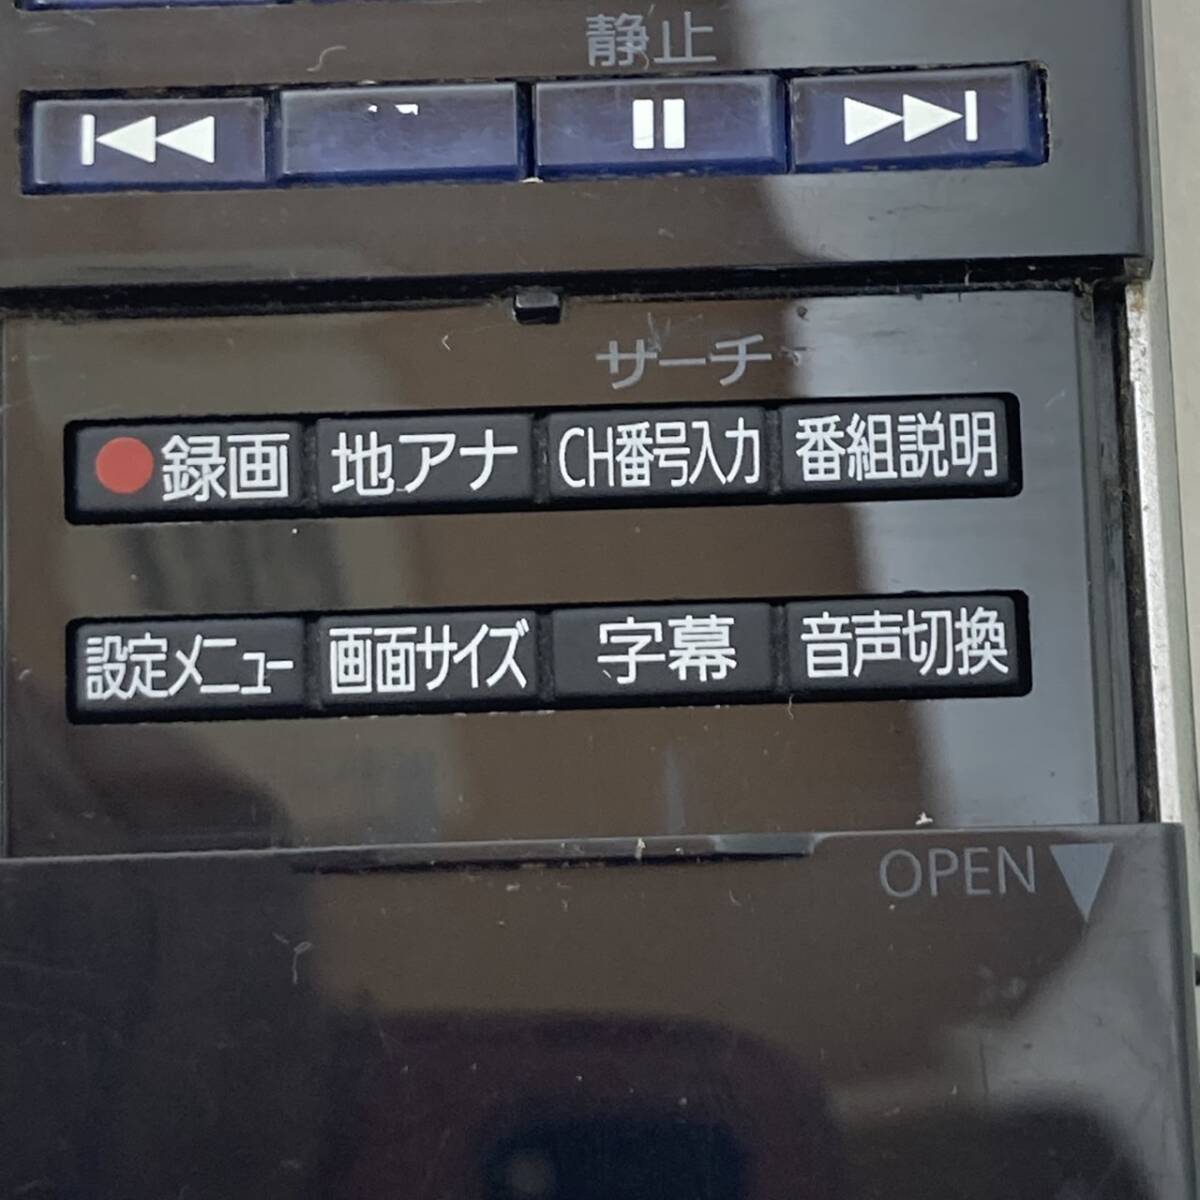 静止
サーチ
録画 地アナ CH番号入力 番組説明
設定メニュー 画面サイズ 字幕 音声切換
OPEN